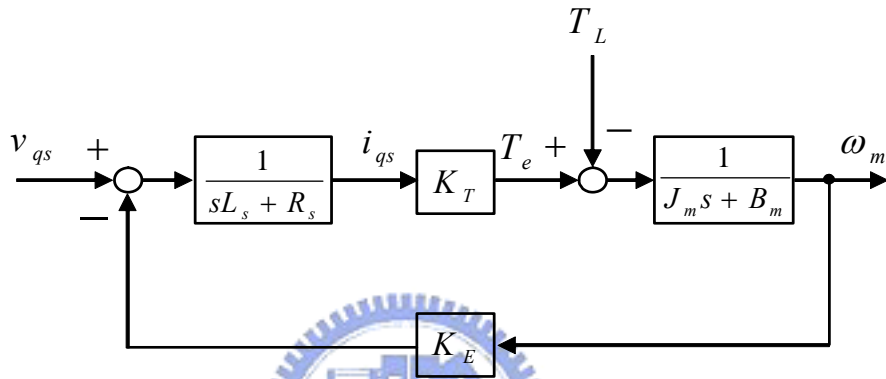 T_L
v_qs + 1 / (sL_s + R_s) i_qs K_T T_e + − 1 / (J_m s + B_m) ω_m
−
K_E